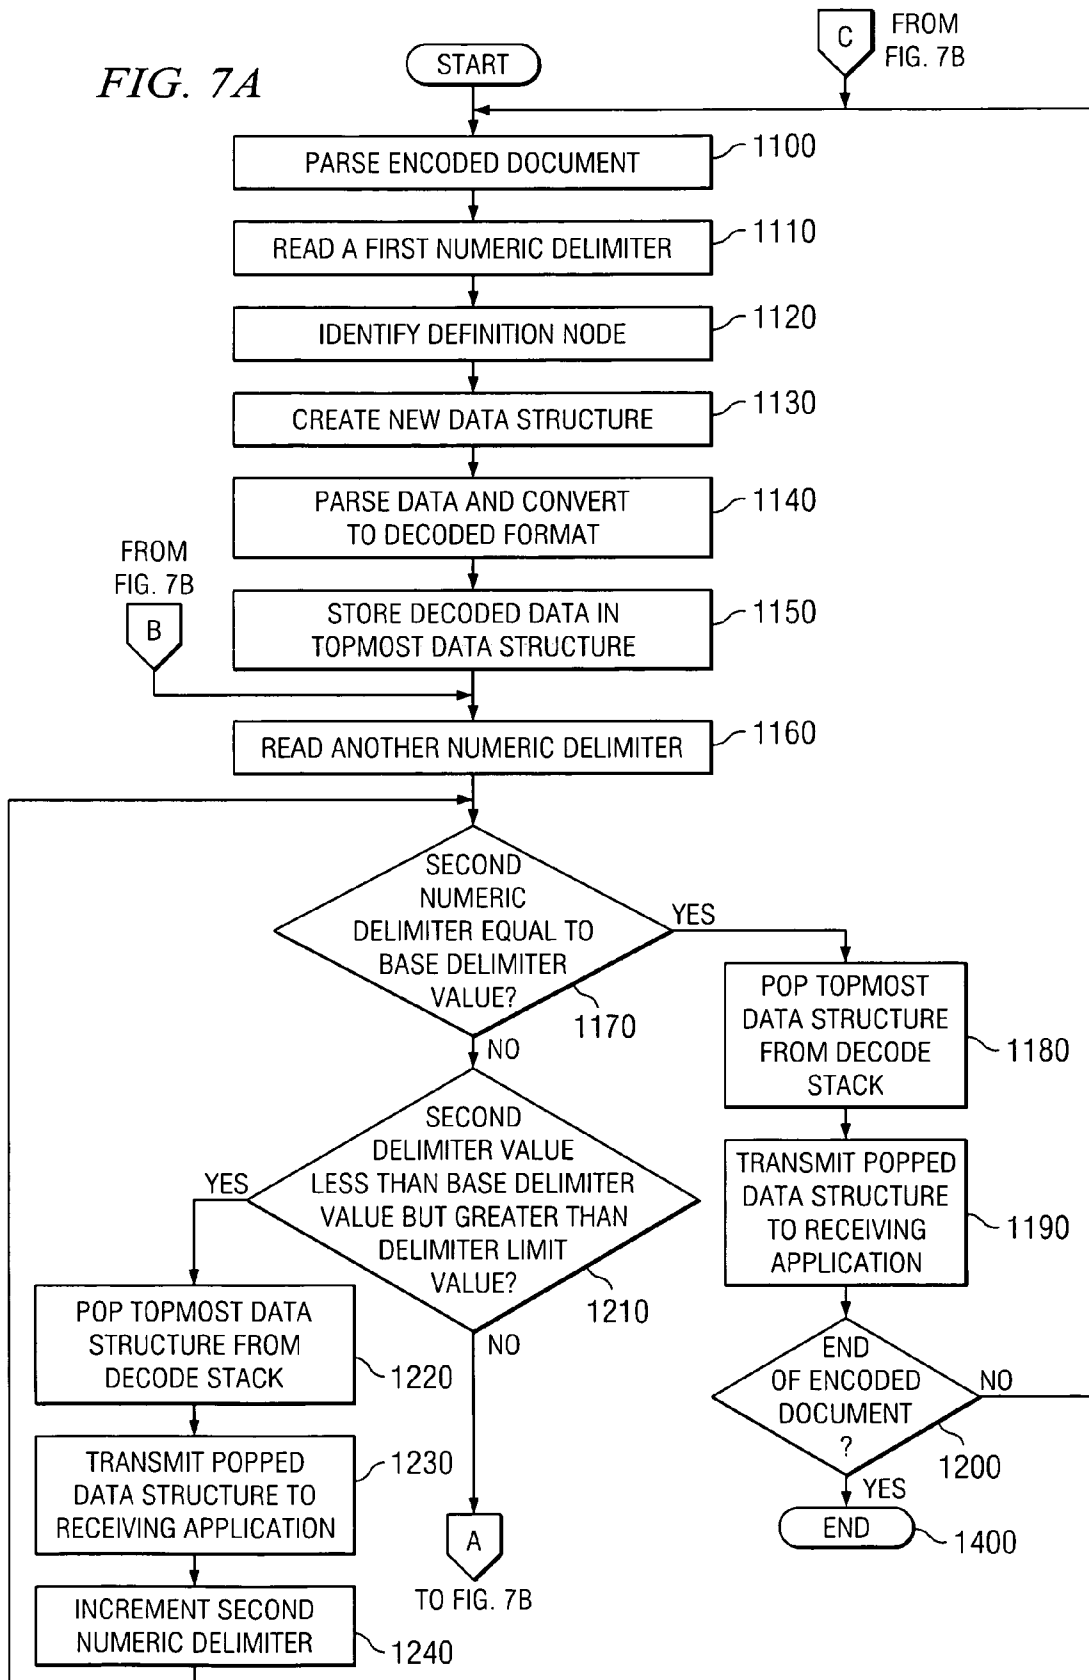 FIG. 7A
START
C
FROM
FIG. 7B
PARSE ENCODED DOCUMENT
1100
READ A FIRST NUMERIC DELIMITER
1110
IDENTIFY DEFINITION NODE
1120
CREATE NEW DATA STRUCTURE
1130
PARSE DATA AND CONVERT
TO DECODED FORMAT
1140
FROM
FIG. 7B
B
STORE DECODED DATA IN
TOPMOST DATA STRUCTURE
1150
READ ANOTHER NUMERIC DELIMITER
1160
SECOND
NUMERIC
DELIMITER EQUAL TO
BASE DELIMITER
VALUE?
1170
YES
NO
POP TOPMOST
DATA STRUCTURE
FROM DECODE
STACK
1180
SECOND
DELIMITER VALUE
LESS THAN BASE DELIMITER
VALUE BUT GREATER THAN
DELIMITER LIMIT
VALUE?
1210
YES
NO
TRANSMIT POPPED
DATA STRUCTURE
TO RECEIVING
APPLICATION
1190
POP TOPMOST DATA
STRUCTURE FROM
DECODE STACK
1220
END
OF ENCODED
DOCUMENT
?
1200
NO
YES
TRANSMIT POPPED
DATA STRUCTURE TO
RECEIVING APPLICATION
1230
A
TO FIG. 7B
END
1400
INCREMENT SECOND
NUMERIC DELIMITER
1240